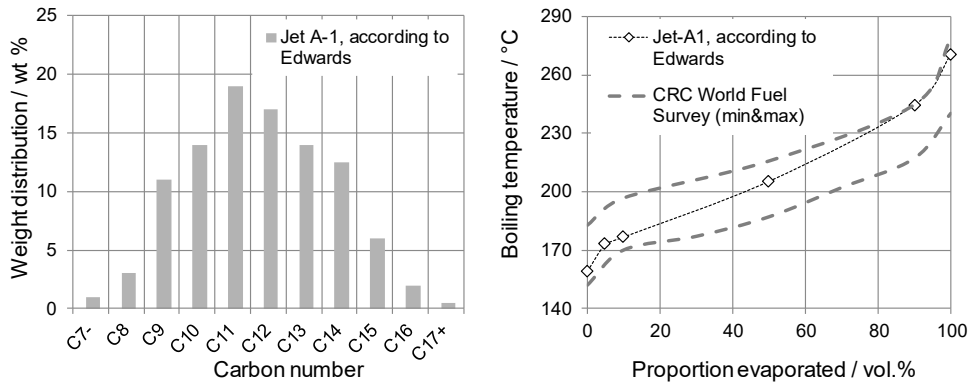 25
20
15
10
5
0
Weight distribution / wt %
Jet A-1, according to
Edwards
C7-
C8
C9
C10
C11
C12
C13
C14
C15
C16
C17+
Carbon number
290
260
230
200
170
140
Boiling temperature / °C
Jet-A1, according to
Edwards
CRC World Fuel
Survey (min&max)
0
20
40
60
80
100
Proportion evaporated / vol.%